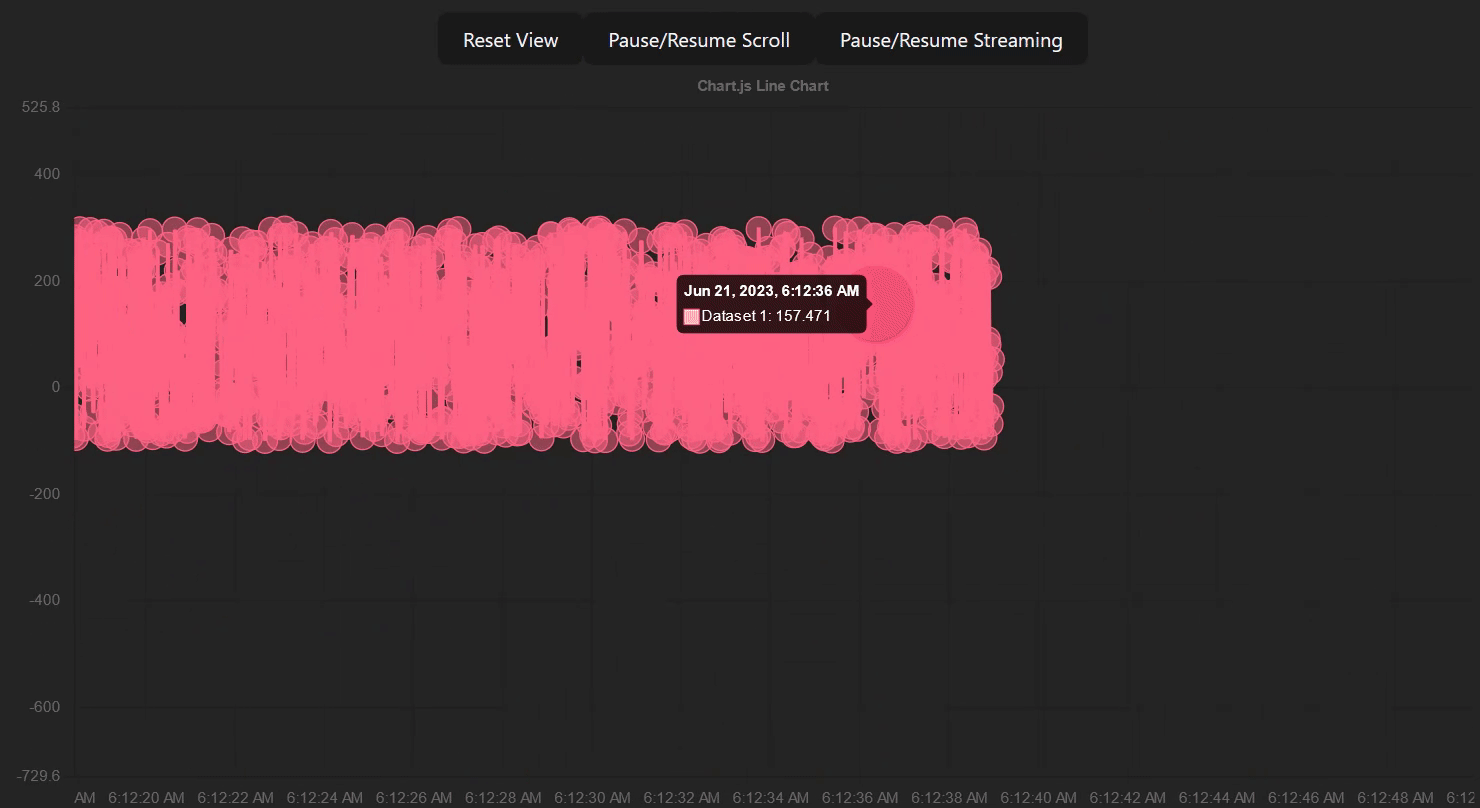 Reset View Pause/Resume Scroll Pause/Resume Streaming
Chart.js Line Chart
525.8
400
200
Jun 21, 2023, 6:12:36 AM
Dataset 1: 157.471
0
-200
-400
-600
-729.6
AM 6:12:20 AM 6:12:22 AM 6:12:24 AM 6:12:26 AM 6:12:28 AM 6:12:30 AM 6:12:32 AM 6:12:34 AM 6:12:36 AM 6:12:38 AM 6:12:40 AM 6:12:42 AM 6:12:44 AM 6:12:46 AM 6:12:48 AM